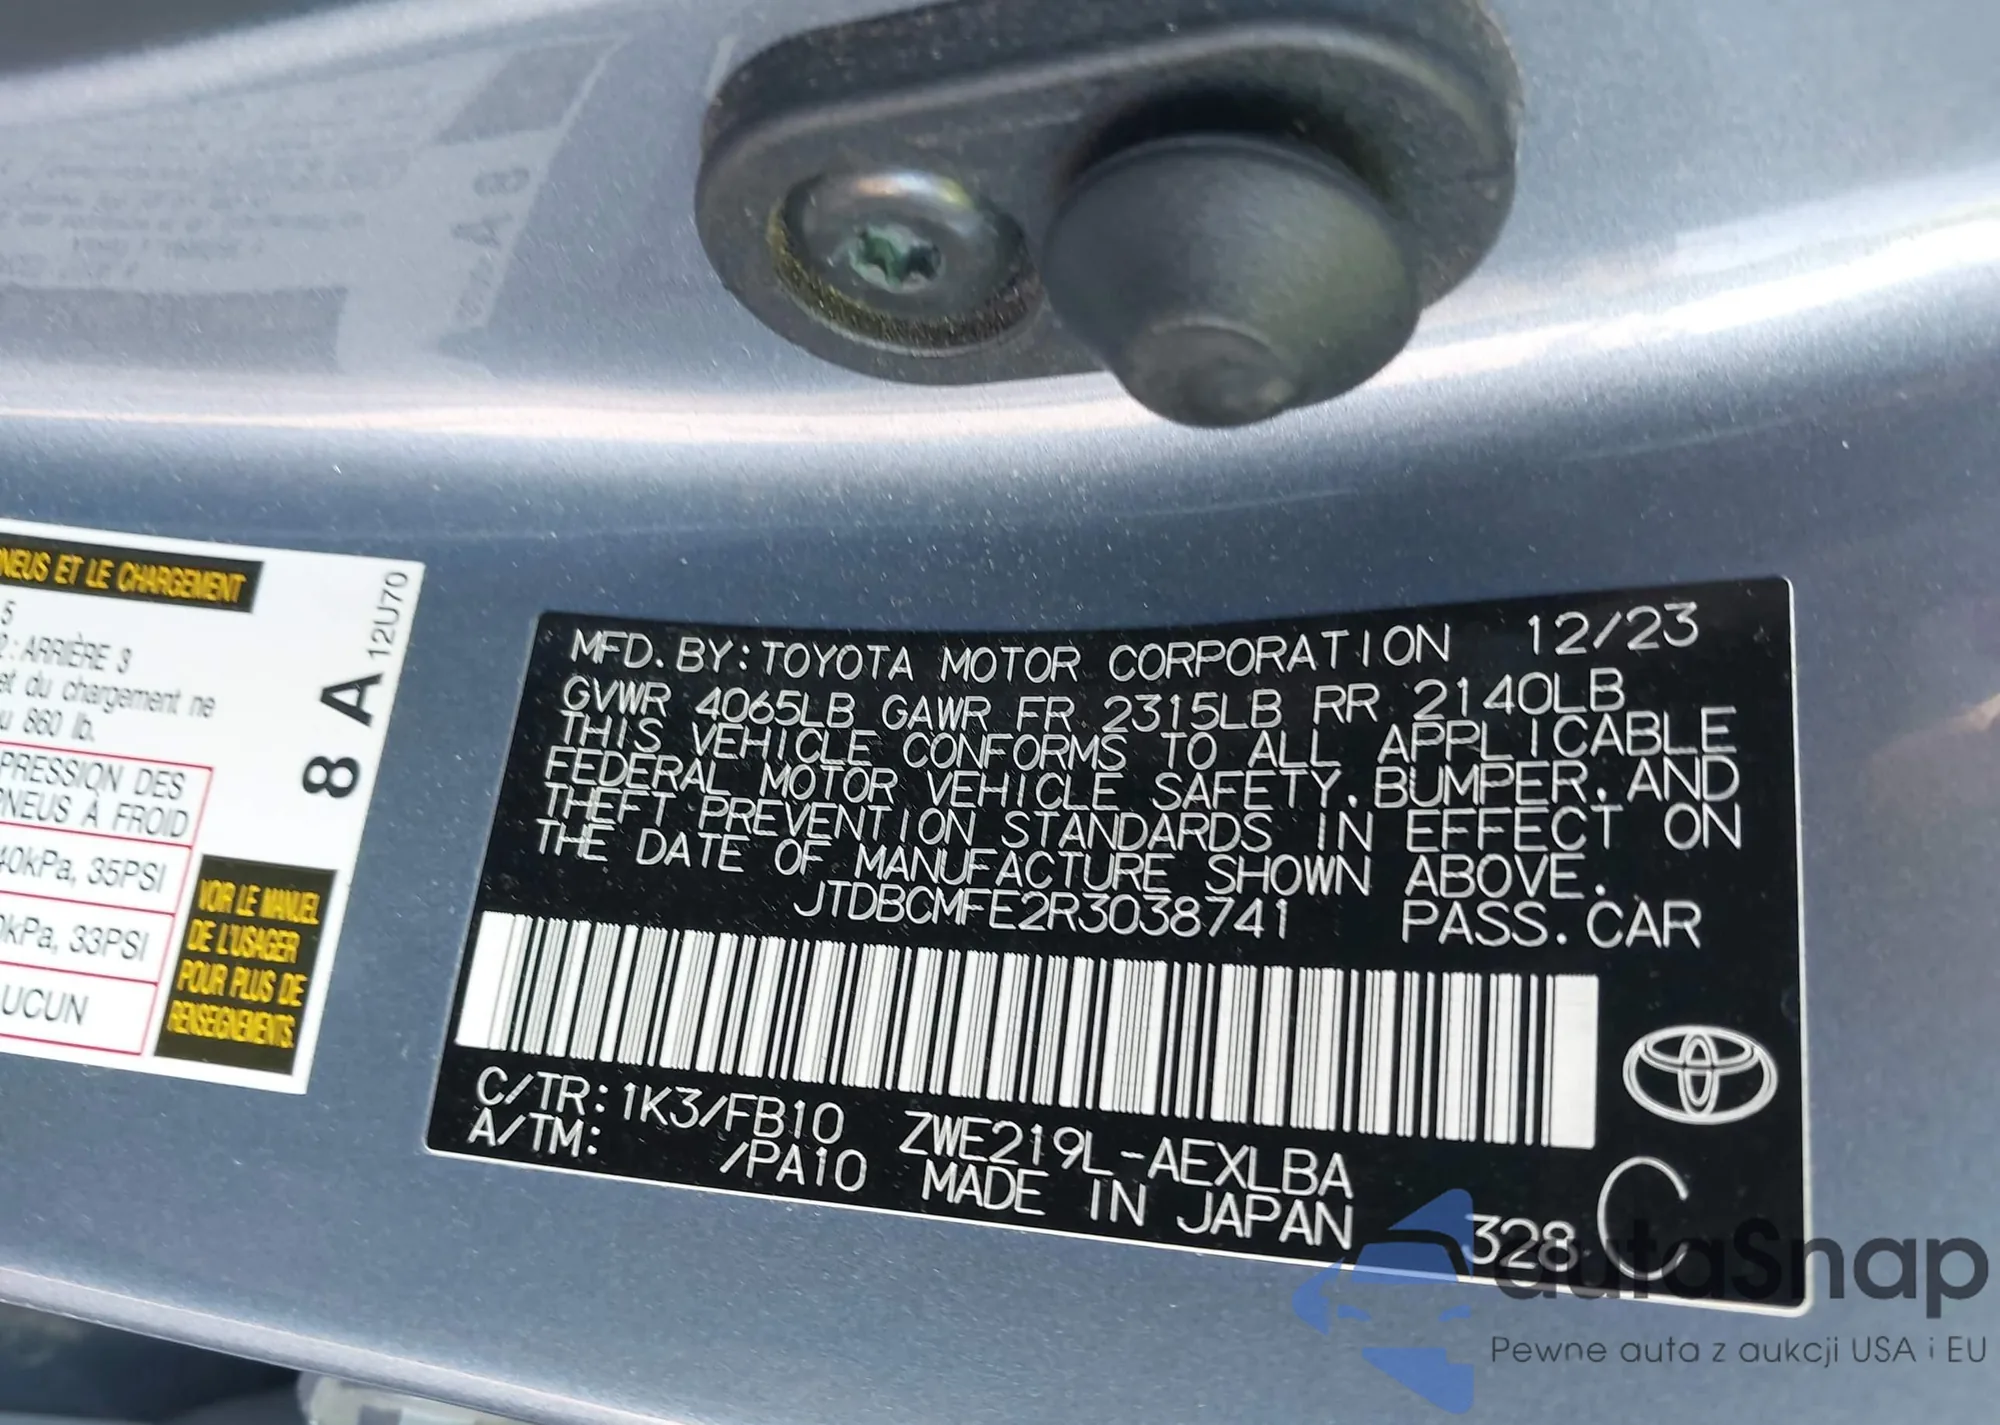 NEUS ET LE CHARGEMENT
5
2: ARRIÈRE 3
et du chargement ne
u 860 lb.
PRESSION DES
PNEUS À FROID
40kPa, 35PSI
0kPa, 33PSI
UCUN
8 A
12U70
VOIR LE MANUEL
DE L'USAGER
POUR PLUS DE
RENSEIGNEMENTS.
MFD. BY: TOYOTA MOTOR CORPORATION 12/23
GVWR 4065LB GAWR FR 2315LB RR 2140LB
THIS VEHICLE CONFORMS TO ALL APPLICABLE
FEDERAL MOTOR VEHICLE SAFETY, BUMPER, AND
THEFT PREVENTION STANDARDS IN EFFECT ON
THE DATE OF MANUFACTURE SHOWN ABOVE.
JTDBCMFE2R3038741 PASS. CAR
C/TR: 1K3/FB10 ZWE219L-AEXLBA
A/TM: /PA10 MADE IN JAPAN 328 C
autaSnap
Pewne auta z aukcji USA i EU